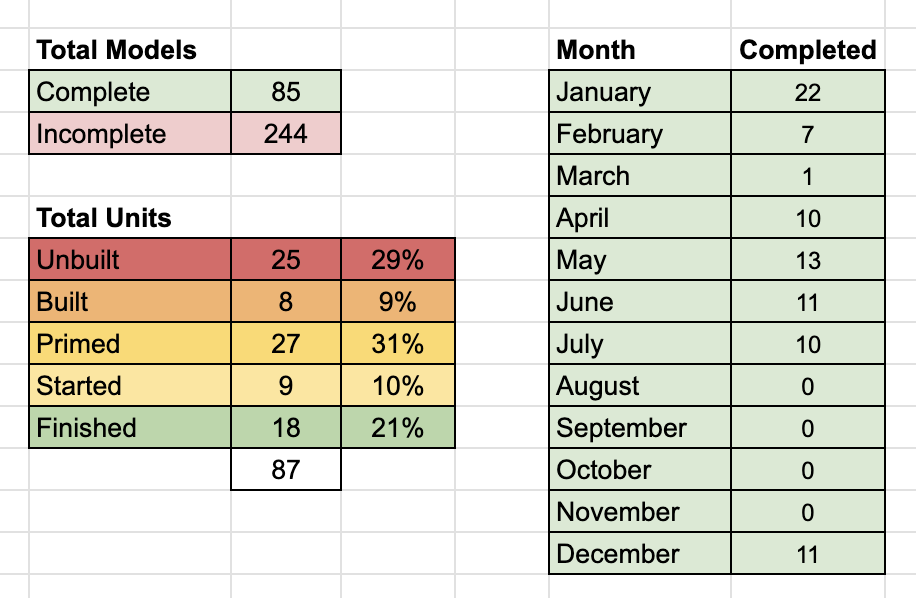 Total Models
Complete 85
Incomplete 244
Total Units
Unbuilt 25 29%
Built 8 9%
Primed 27 31%
Started 9 10%
Finished 18 21%
87
Month Completed
January 22
February 7
March 1
April 10
May 13
June 11
July 10
August 0
September 0
October 0
November 0
December 11